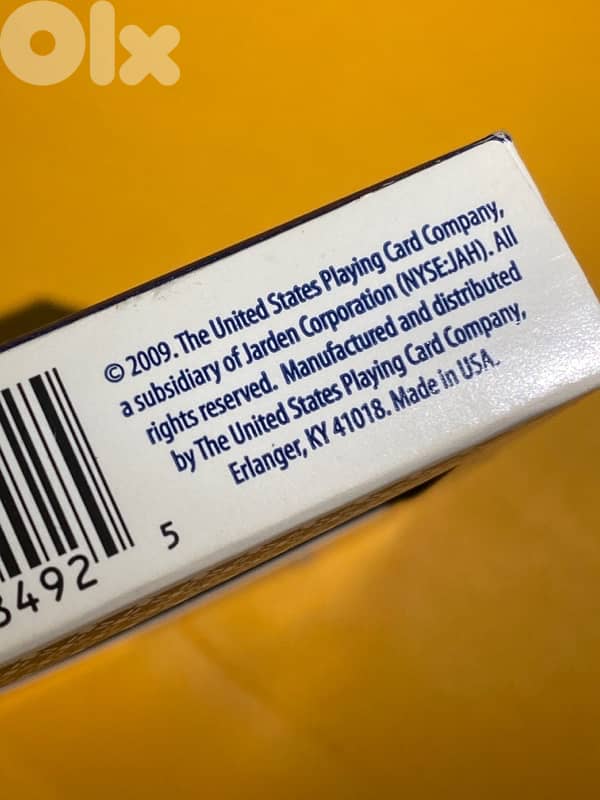 Olx
© 2009. The United States Playing Card Company,
a subsidiary of Jarden Corporation (NYSE:JAH). All
rights reserved. Manufactured and distributed
by The United States Playing Card Company,
Erlanger, KY 41018. Made in USA.
3492 5